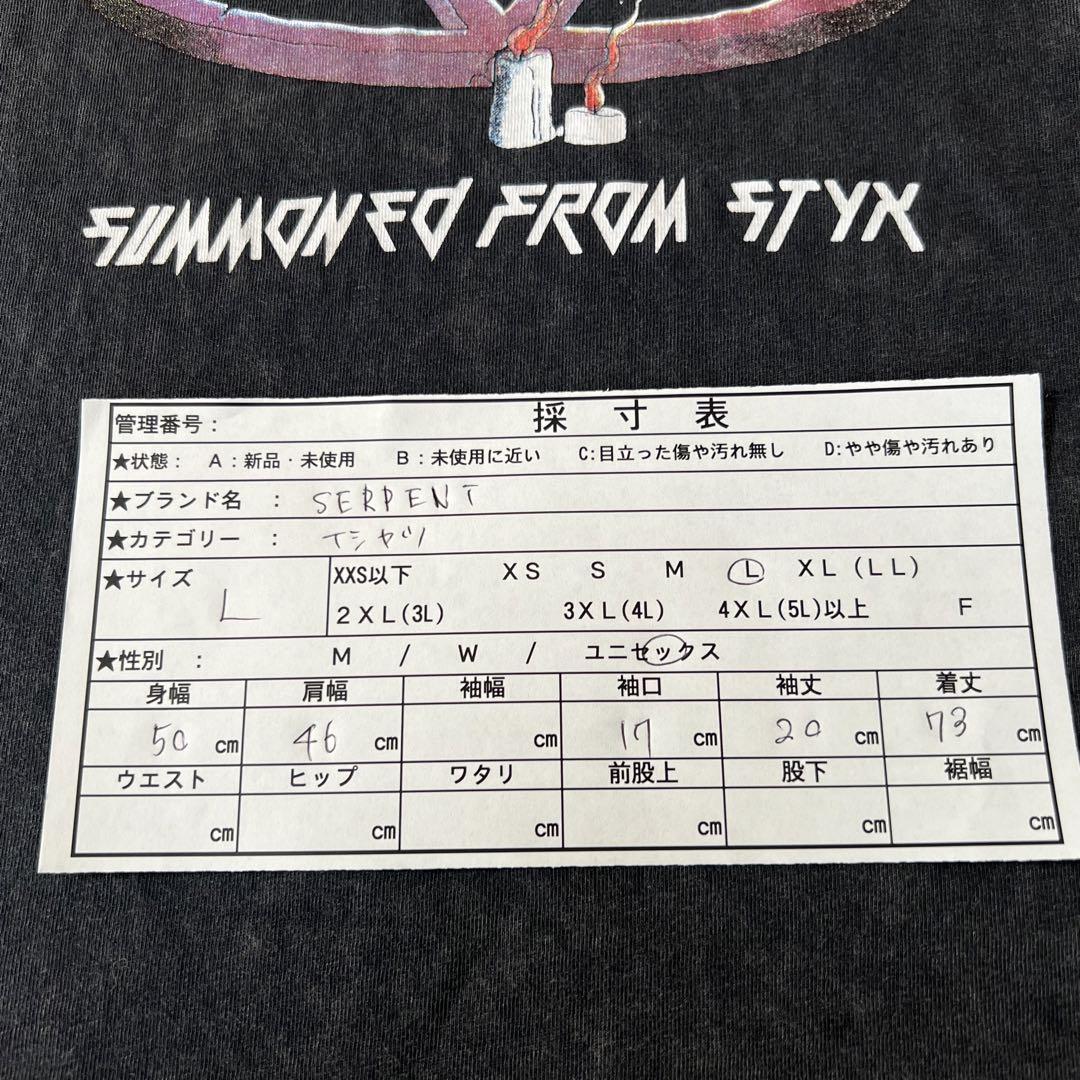 SUMMONED FROM STYX
管理番号： 採 寸 表
★状態： A：新品・未使用 B：未使用に近い C:目立った傷や汚れ無し D:やや傷や汚れあり
★ブランド名 ： SERPENT
★カテゴリー ： Tシャツ
★サイズ L XXS以下 XS S M L XL(LL)
2XL(3L) 3XL(4L) 4XL(5L)以上 F
★性別 ： M / W / ユニセックス
身幅 肩幅 袖幅 袖口 袖丈 着丈
50 cm 46 cm cm 17 cm 20 cm 73 cm
ウエスト ヒップ ワタリ 前股上 股下 裾幅
cm cm cm cm cm cm